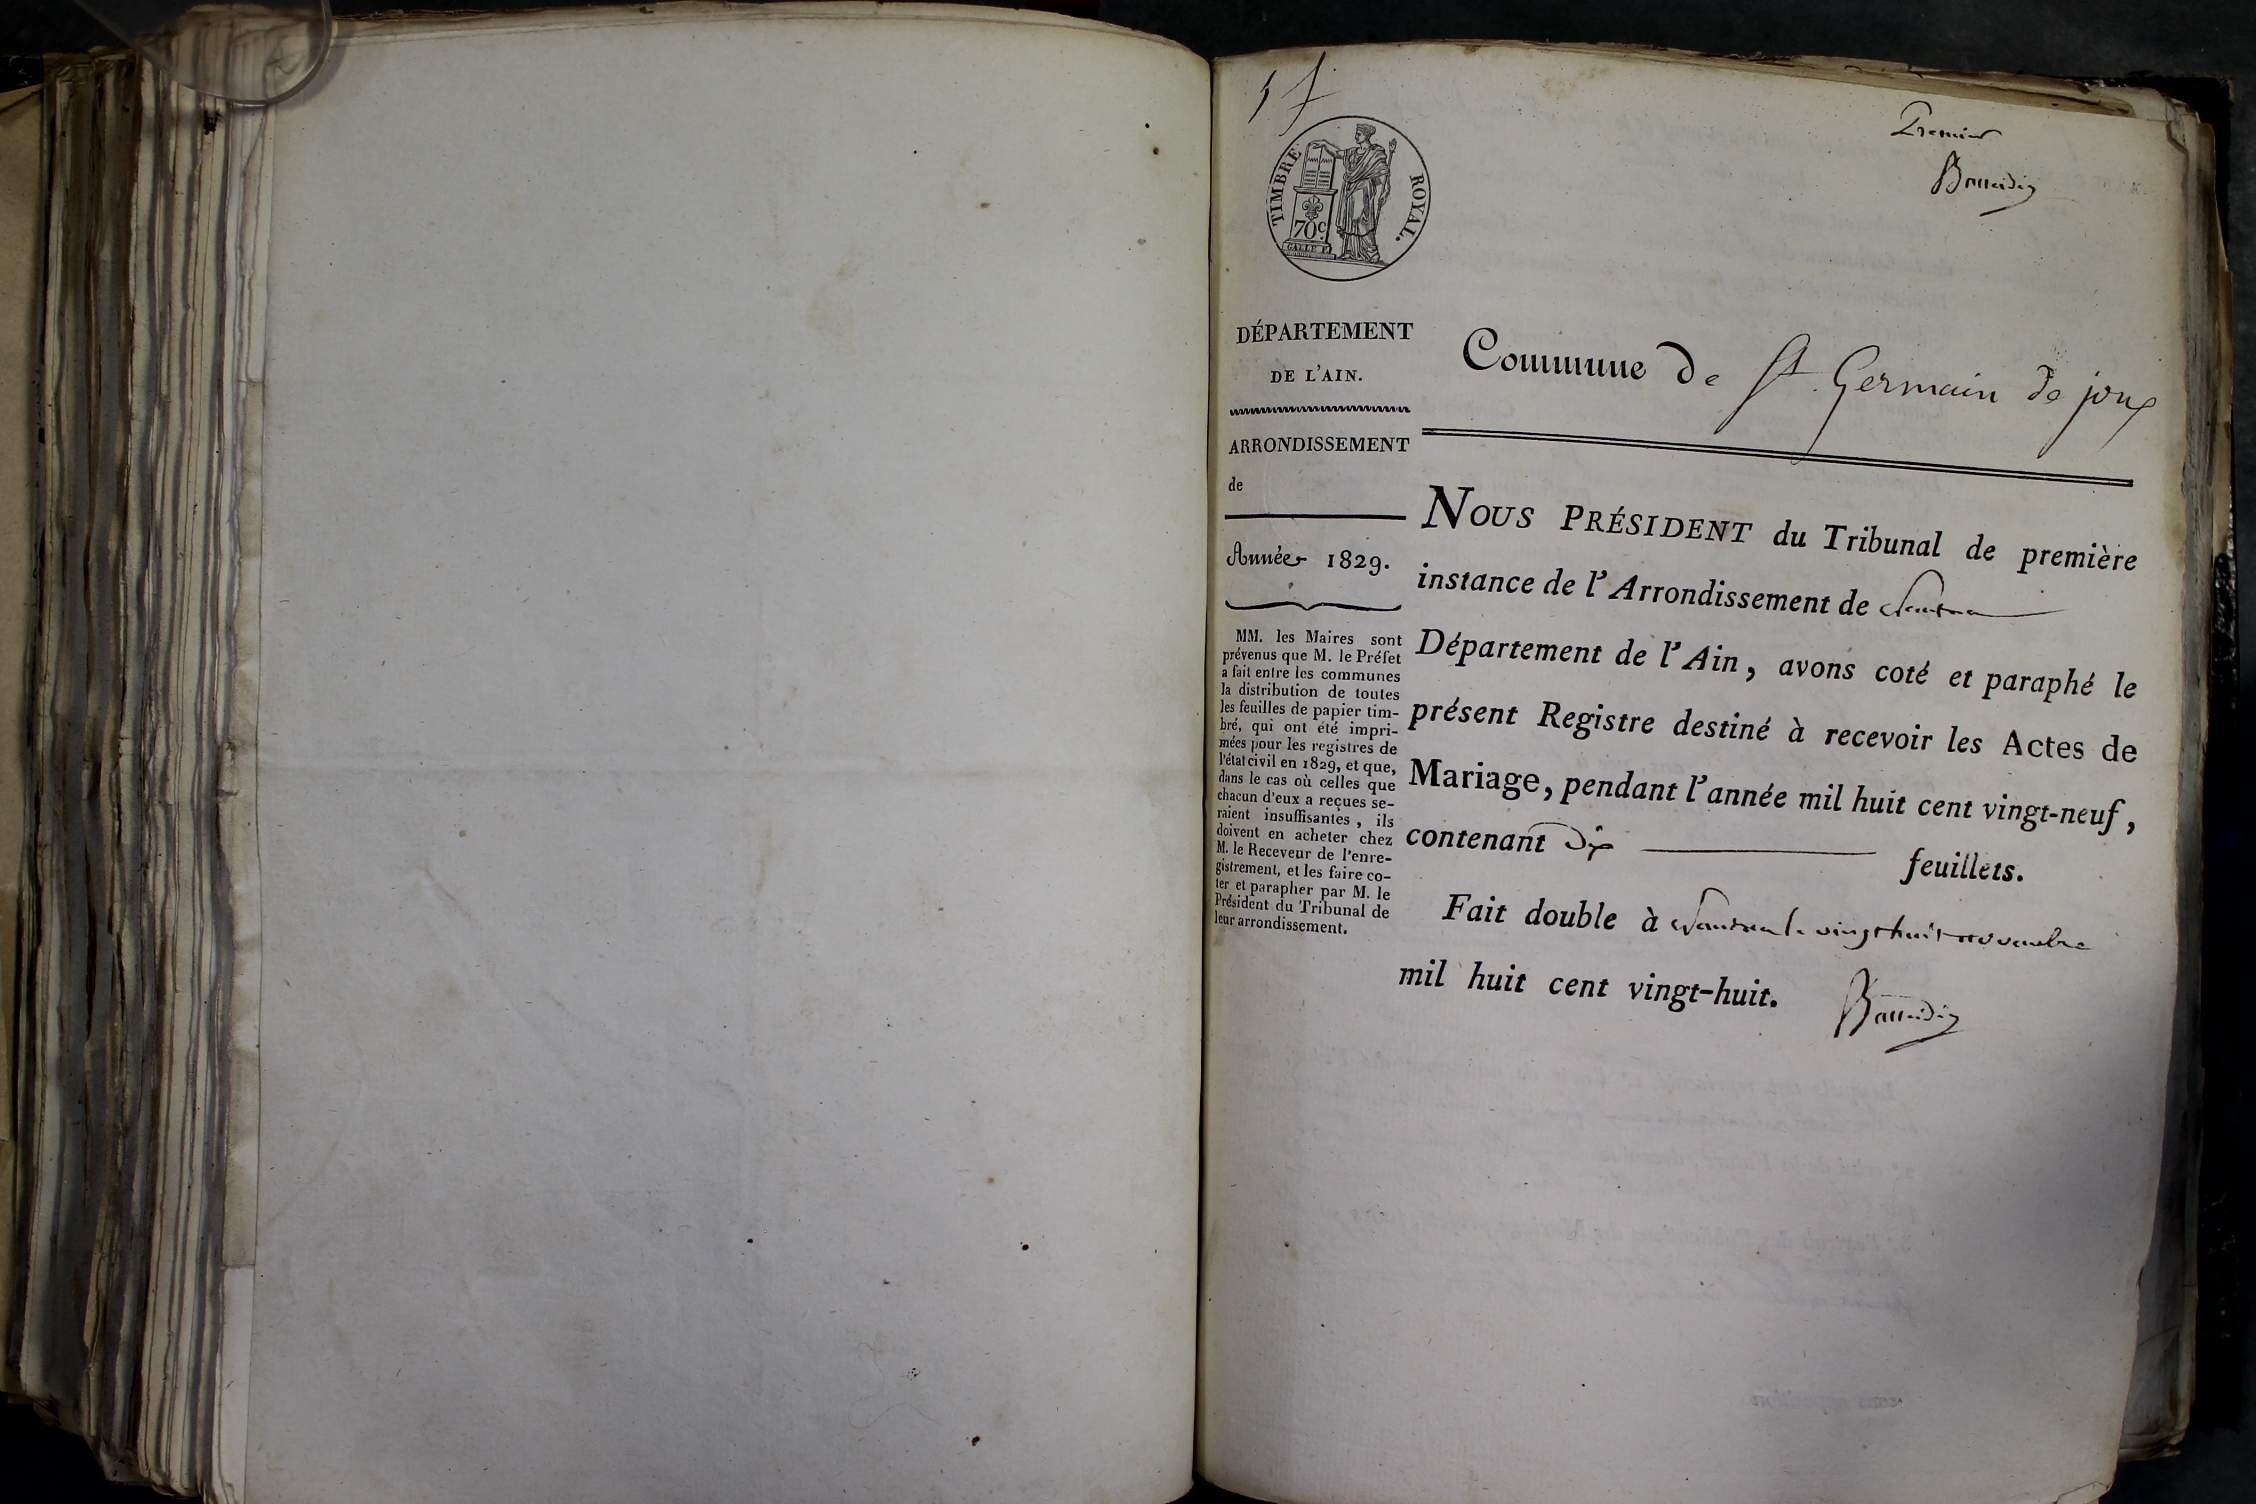 Premier
TIMBRE ROYAL.
70 c.
DÉPARTEMENT
DE L'AIN.
ARRONDISSEMENT
de
Année 1829.
MM. les Maires sont
prévenus que M. le Préfet
a fait entre les communes
la distribution de toutes
les feuilles de papier tim-
bré, qui ont été impri-
mées pour les registres de
l'état civil en 1829, et que,
dans le cas où celles que
chacun d'eux a reçues se-
raient insuffisantes, ils
doivent en acheter chez
M. le Receveur de l'enre-
gistrement, et les faire co-
ter et parapher par M. le
Président du Tribunal de
leur arrondissement.
Commune de St. Germain de joux
NOUS PRÉSIDENT du Tribunal de première
instance de l'Arrondissement de Nantua
Département de l'Ain, avons coté et paraphé le
présent Registre destiné à recevoir les Actes de
Mariage, pendant l'année mil huit cent vingt-neuf,
contenant dix feuillets.
Fait double à Nantua le vingt huit novembre
mil huit cent vingt-huit.